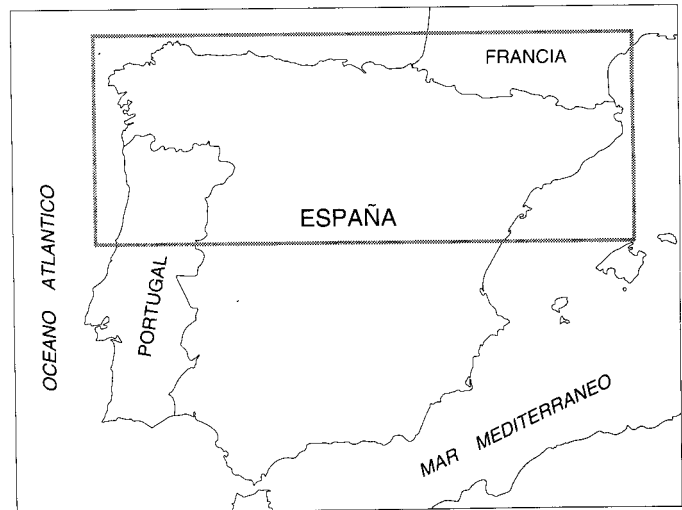 FRANCIA
ESPAÑA
OCEANO ATLANTICO
PORTUGAL
MAR MEDITERRANEO